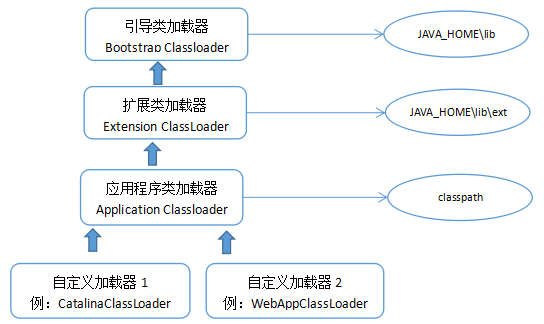 引导类加载器
Bootstrap Classloader
JAVA_HOME\lib
扩展类加载器
Extension ClassLoader
JAVA_HOME\lib\ext
应用程序类加载器
Application Classloader
classpath
自定义加载器 1
例：CatalinaClassLoader
自定义加载器 2
例：WebAppClassLoader